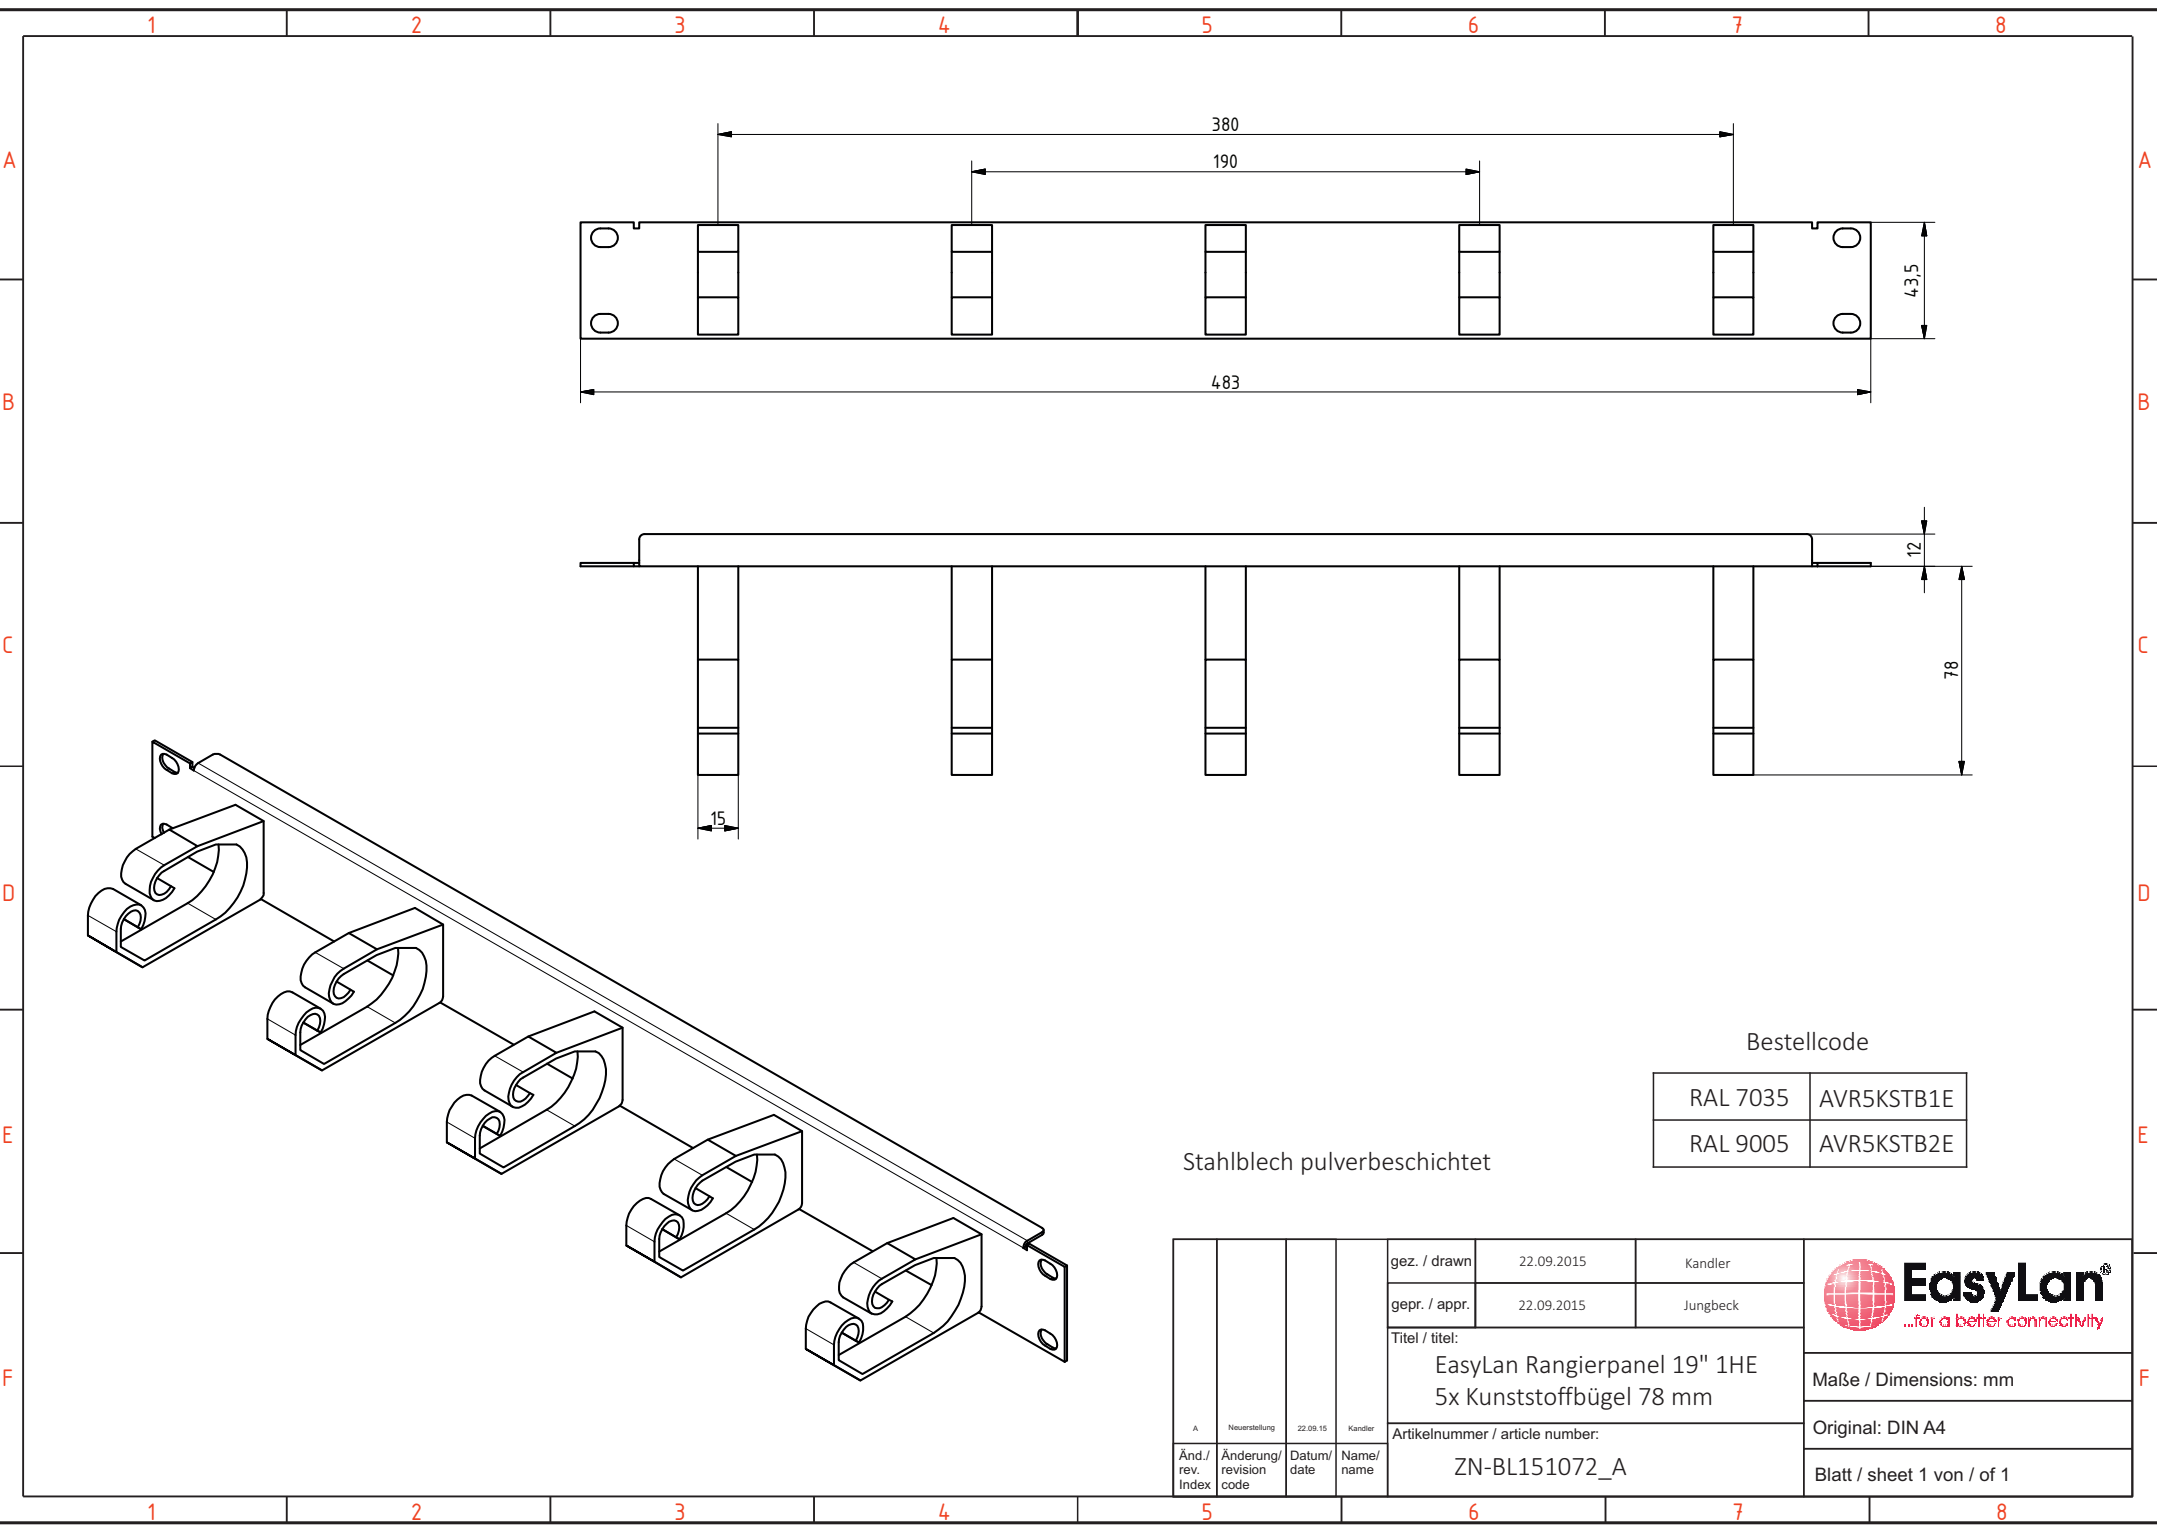 1 2 3 4 5 6 7 8
A A
B B
C C
D D
E E
F F
380
190
43,5
483
12
78
15
Bestellcode
RAL 7035 AVR5KSTB1E
RAL 9005 AVR5KSTB2E
Stahlblech pulverbeschichtet
gez. / drawn 22.09.2015 Kandler
gepr. / appr. 22.09.2015 Jungbeck
Titel / titel:
EasyLan Rangierpanel 19" 1HE
5x Kunststoffbügel 78 mm
Artikelnummer / article number:
ZN-BL151072_A
A Neuerstellung 22.09.15 Kandler
Änd./ Änderung/ Datum/ Name/
rev. revision date name
Index code
EasyLan®
...for a better connectivity
Maße / Dimensions: mm
Original: DIN A4
Blatt / sheet 1 von / of 1
1 2 3 4 5 6 7 8